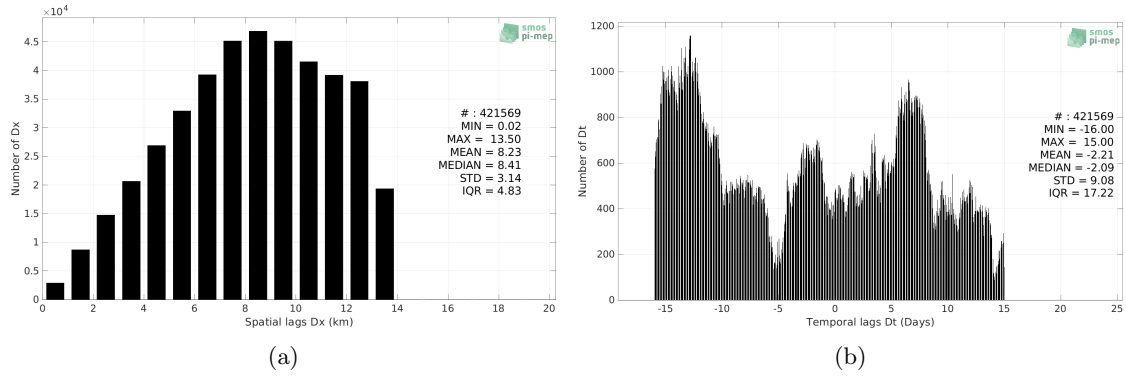 ×10⁴
4.5
4
3.5
3
2.5
2
1.5
1
0.5
0
0 2 4 6 8 10 12 14 16 18 20
Number of Dx
Spatial lags Dx (km)
smos
pi-mep
# : 421569
MIN = 0.02
MAX = 13.50
MEAN = 8.23
MEDIAN = 8.41
STD = 3.14
IQR = 4.83
(a)
1200
1000
800
600
400
200
0
-15 -10 -5 0 5 10 15 20 25
Number of Dt
Temporal lags Dt (Days)
smos
pi-mep
# : 421569
MIN = -16.00
MAX = 15.00
MEAN = -2.21
MEDIAN = -2.09
STD = 9.08
IQR = 17.22
(b)